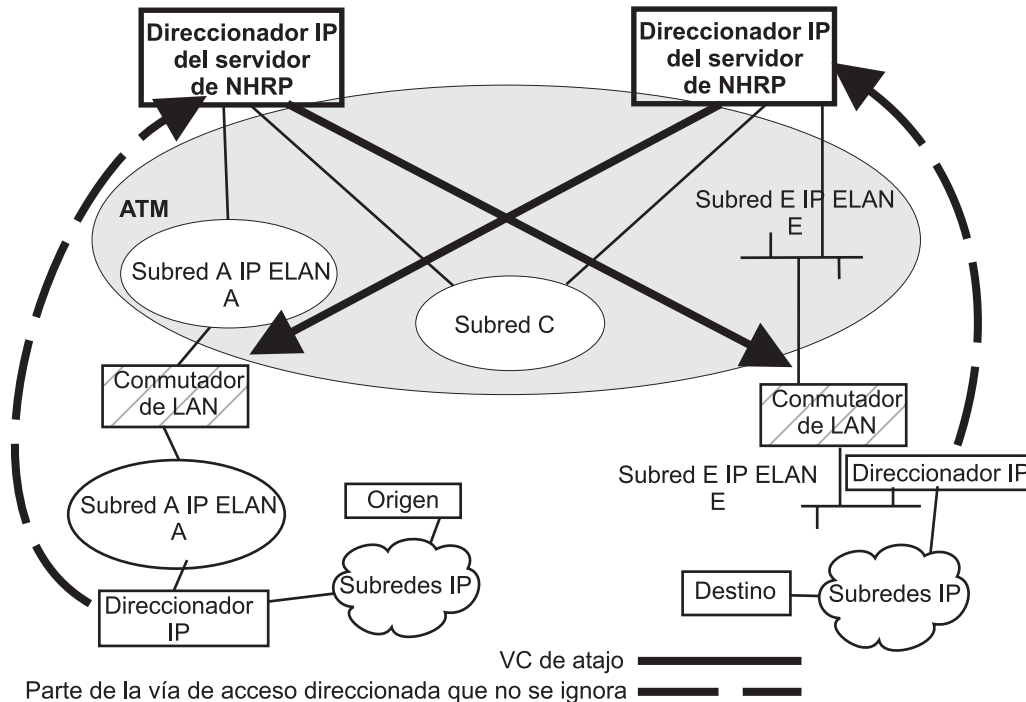 Direccionador IP
del servidor
de NHRP
Direccionador IP
del servidor
de NHRP
ATM
Subred E IP ELAN
E
Subred A IP ELAN
A
Subred C
Conmutador
de LAN
Conmutador
de LAN
Subred A IP ELAN
A
Origen
Subred E IP ELAN
E
Direccionador IP
Direccionador
IP
Subredes IP
Destino
Subredes IP
VC de atajo
Parte de la vía de acceso direccionada que no se ignora